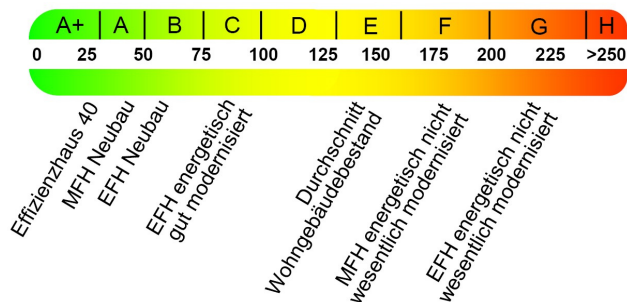 A+ A B C D E F G H
0 25 50 75 100 125 150 175 200 225 >250
Effizienzhaus 40
MFH Neubau
EFH Neubau
EFH energetisch
gut modernisiert
Durchschnitt
Wohngebäudebestand
MFH energetisch nicht
wesentlich modernisiert
EFH energetisch nicht
wesentlich modernisiert